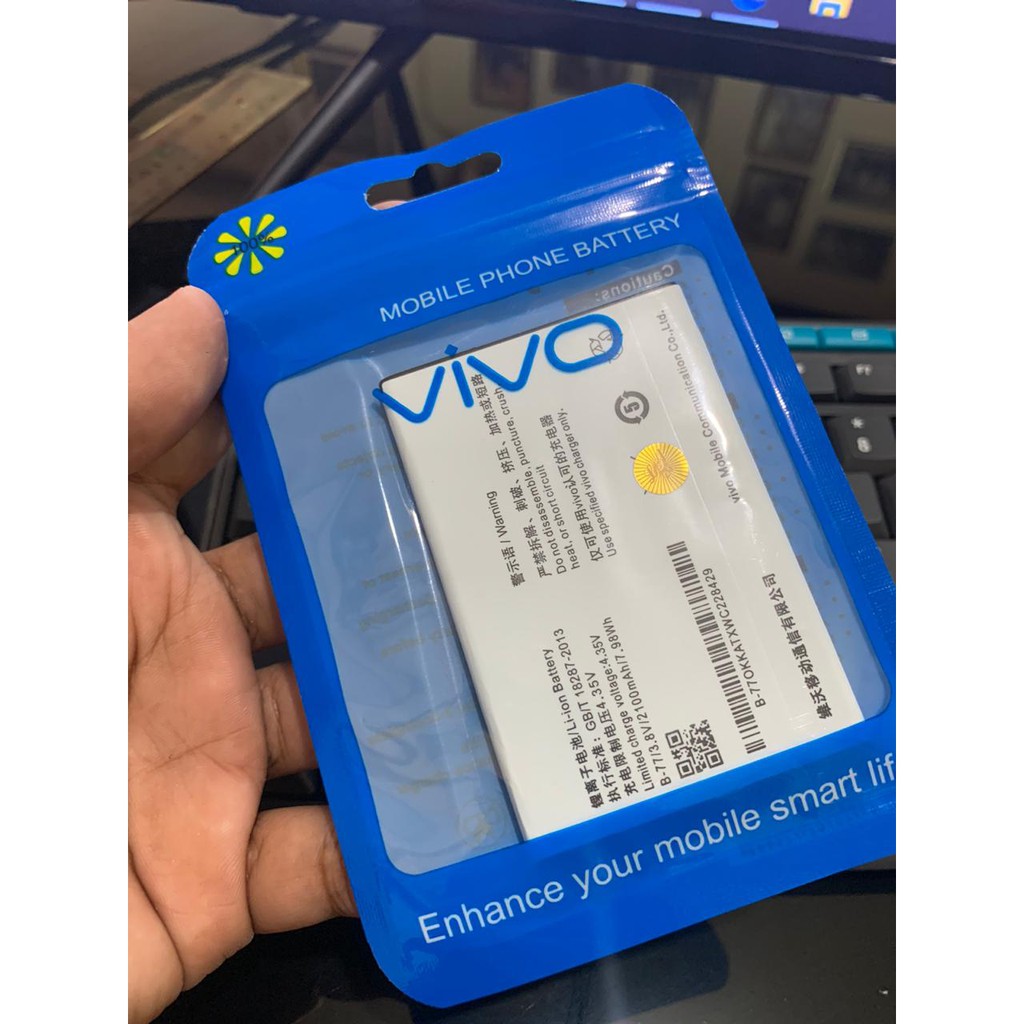 100%
MOBILE PHONE BATTERY
vivo
Cautions:
警示语 / Warning
严禁拆解、刺破、挤压、加热或短路
Do not disassemble, puncture, crush
heat, or short circuit
仅可使用vivo认可的充电器
Use specified vivo charger only.
5
vivo Mobile Communication Co., Ltd.
锂离子电池/Li-ion Battery
执行标准：GB/T 18287-2013
充电限制电压4.35V
Limited charge voltage:4.35V
B-77/3.8V/2100mAh/7.98Wh
B-77OKKATXWC228429
维沃移动通信有限公司
Enhance your mobile smart lif